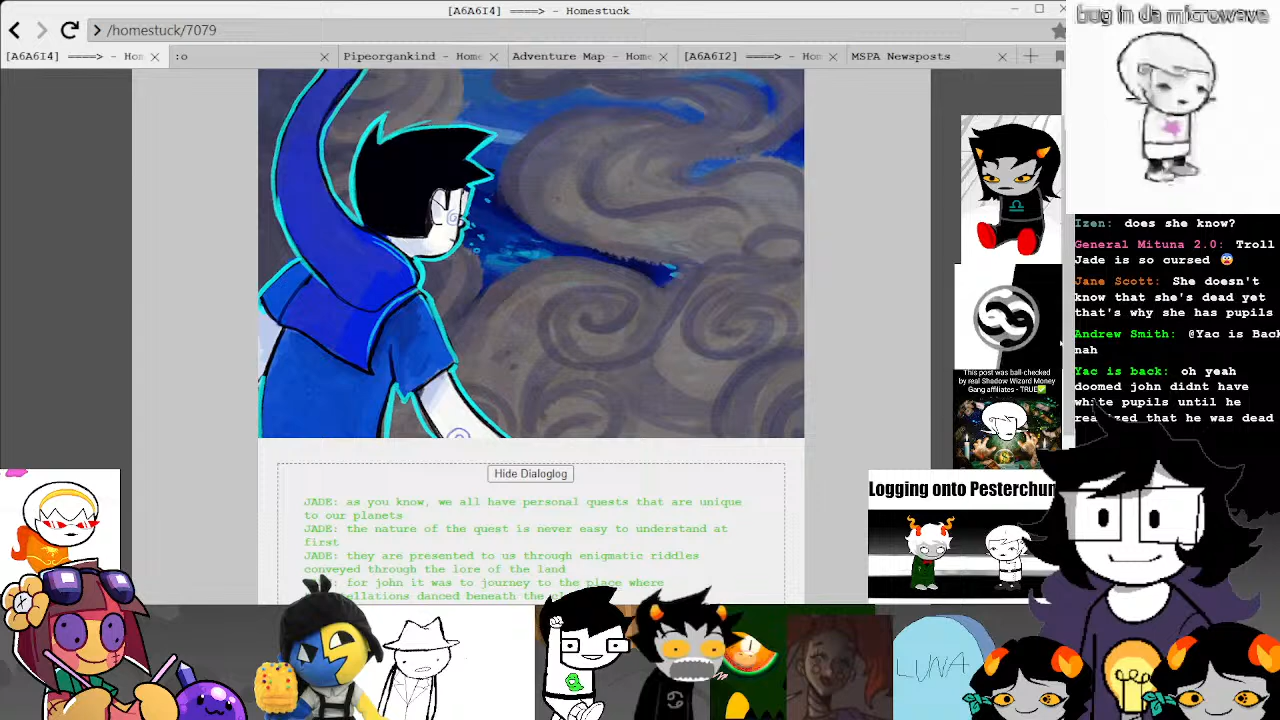 [A6A6I4] ====> - Homestuck
/homestuck/7079
[A6A6I4] ====> - Hom
:o
Pipeorgankind - Home
Adventure Map - Home
[A6A6I2] ====> - Hon
MSPA Newsposts
bug in da microwave
Izen: does she know?
General Mituna 2.0: Troll
Jade is so cursed 😨
Jane Scott: She doesn't
know that she's dead yet
that's why she has pupils
Andrew Smith: @Yac is Back
nah
Yac is back: oh yeah
doomed john didnt have
white pupils until he
realized that he was dead
This post was ball-checked
by real Shadow Wizard Money
Gang affiliates - TRUE✅
Hide Dialoglog
JADE: as you know, we all have personal quests that are unique
to our planets
JADE: the nature of the quest is never easy to understand at
first
JADE: they are presented to us through enigmatic riddles
conveyed through the lore of the land
: for john it was to journey to the place where
danced beneath the
Logging onto Pesterchum
LUNA